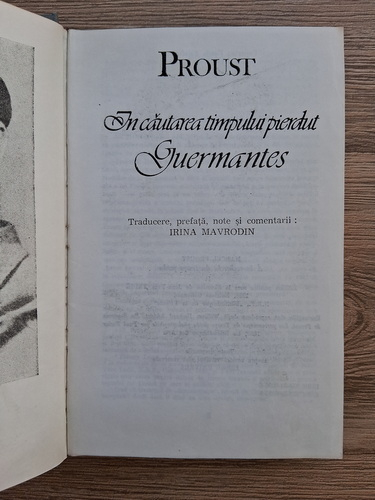 PROUST
In căutarea timpului pierdut
Guermantes
Traducere, prefață, note și comentarii :
IRINA MAVRODIN